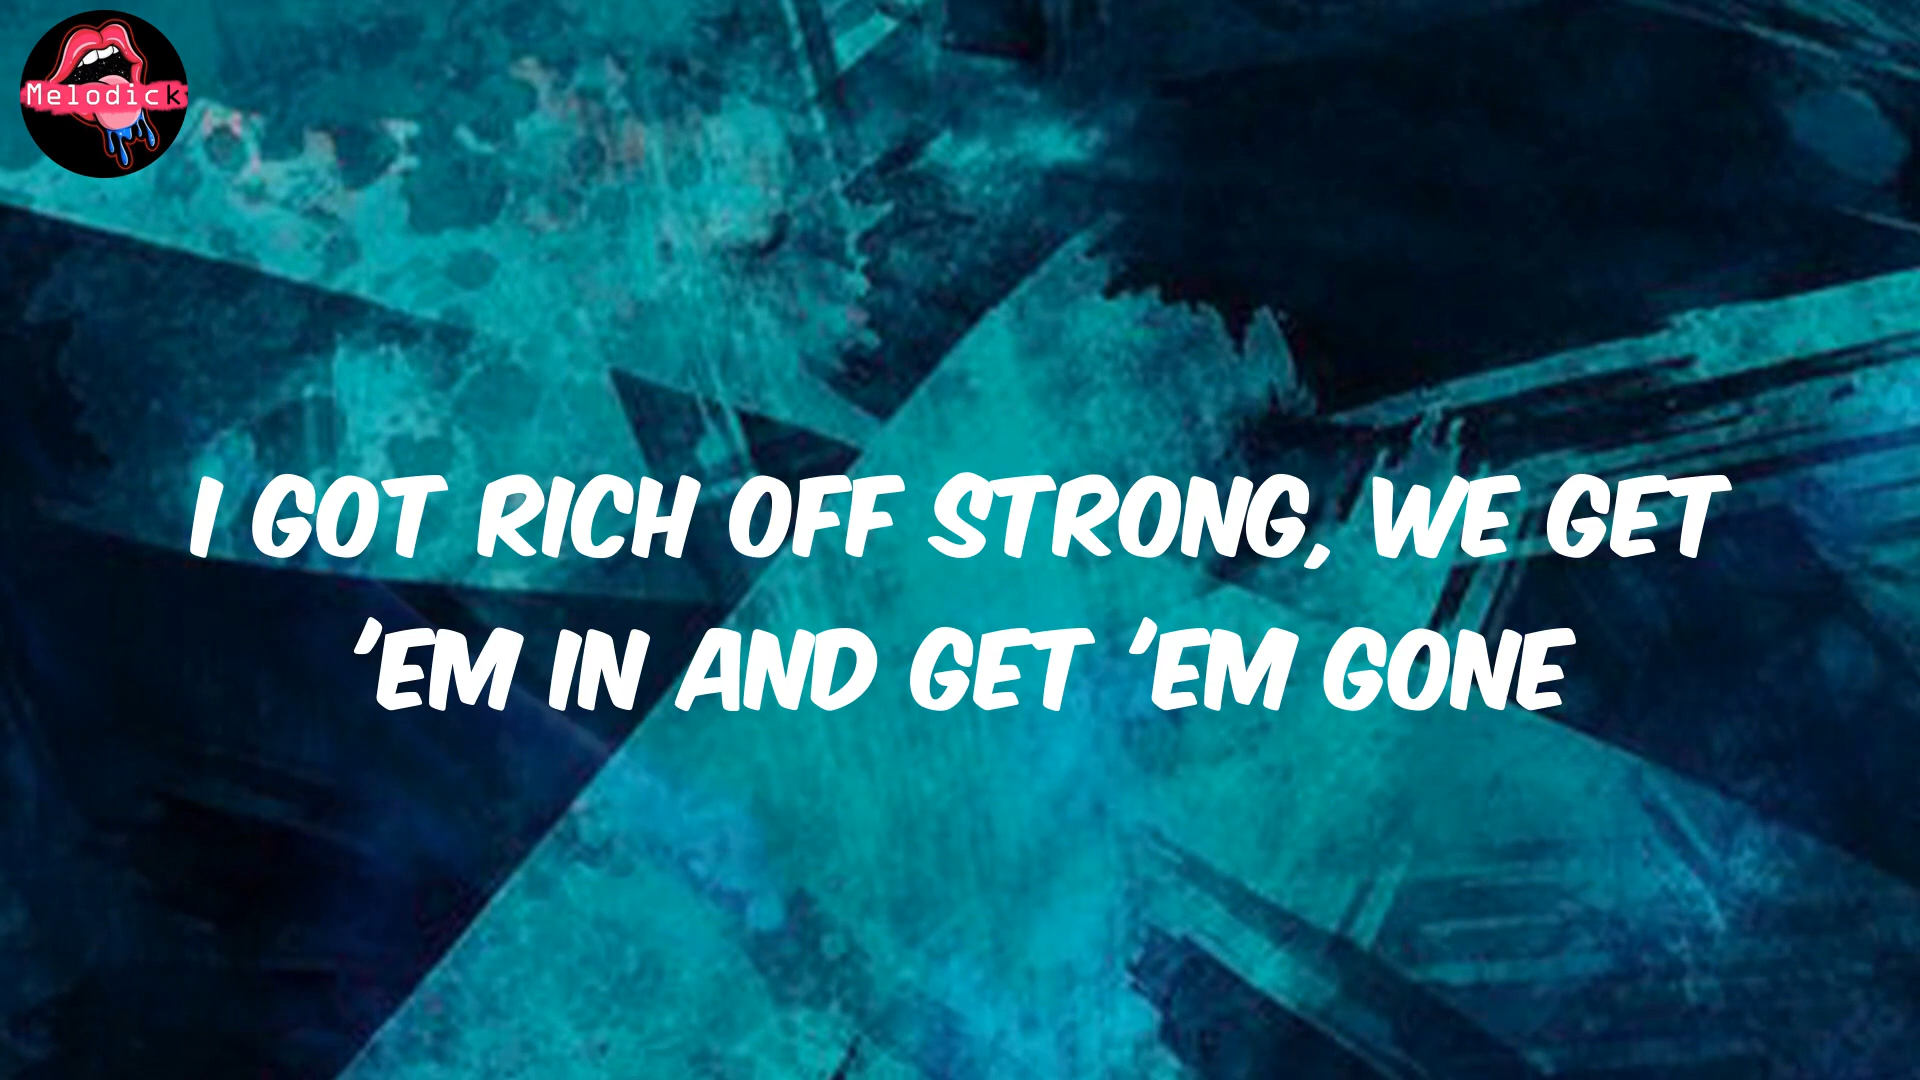 Melodick
I GOT RICH OFF STRONG, WE GET
'EM IN AND GET 'EM GONE